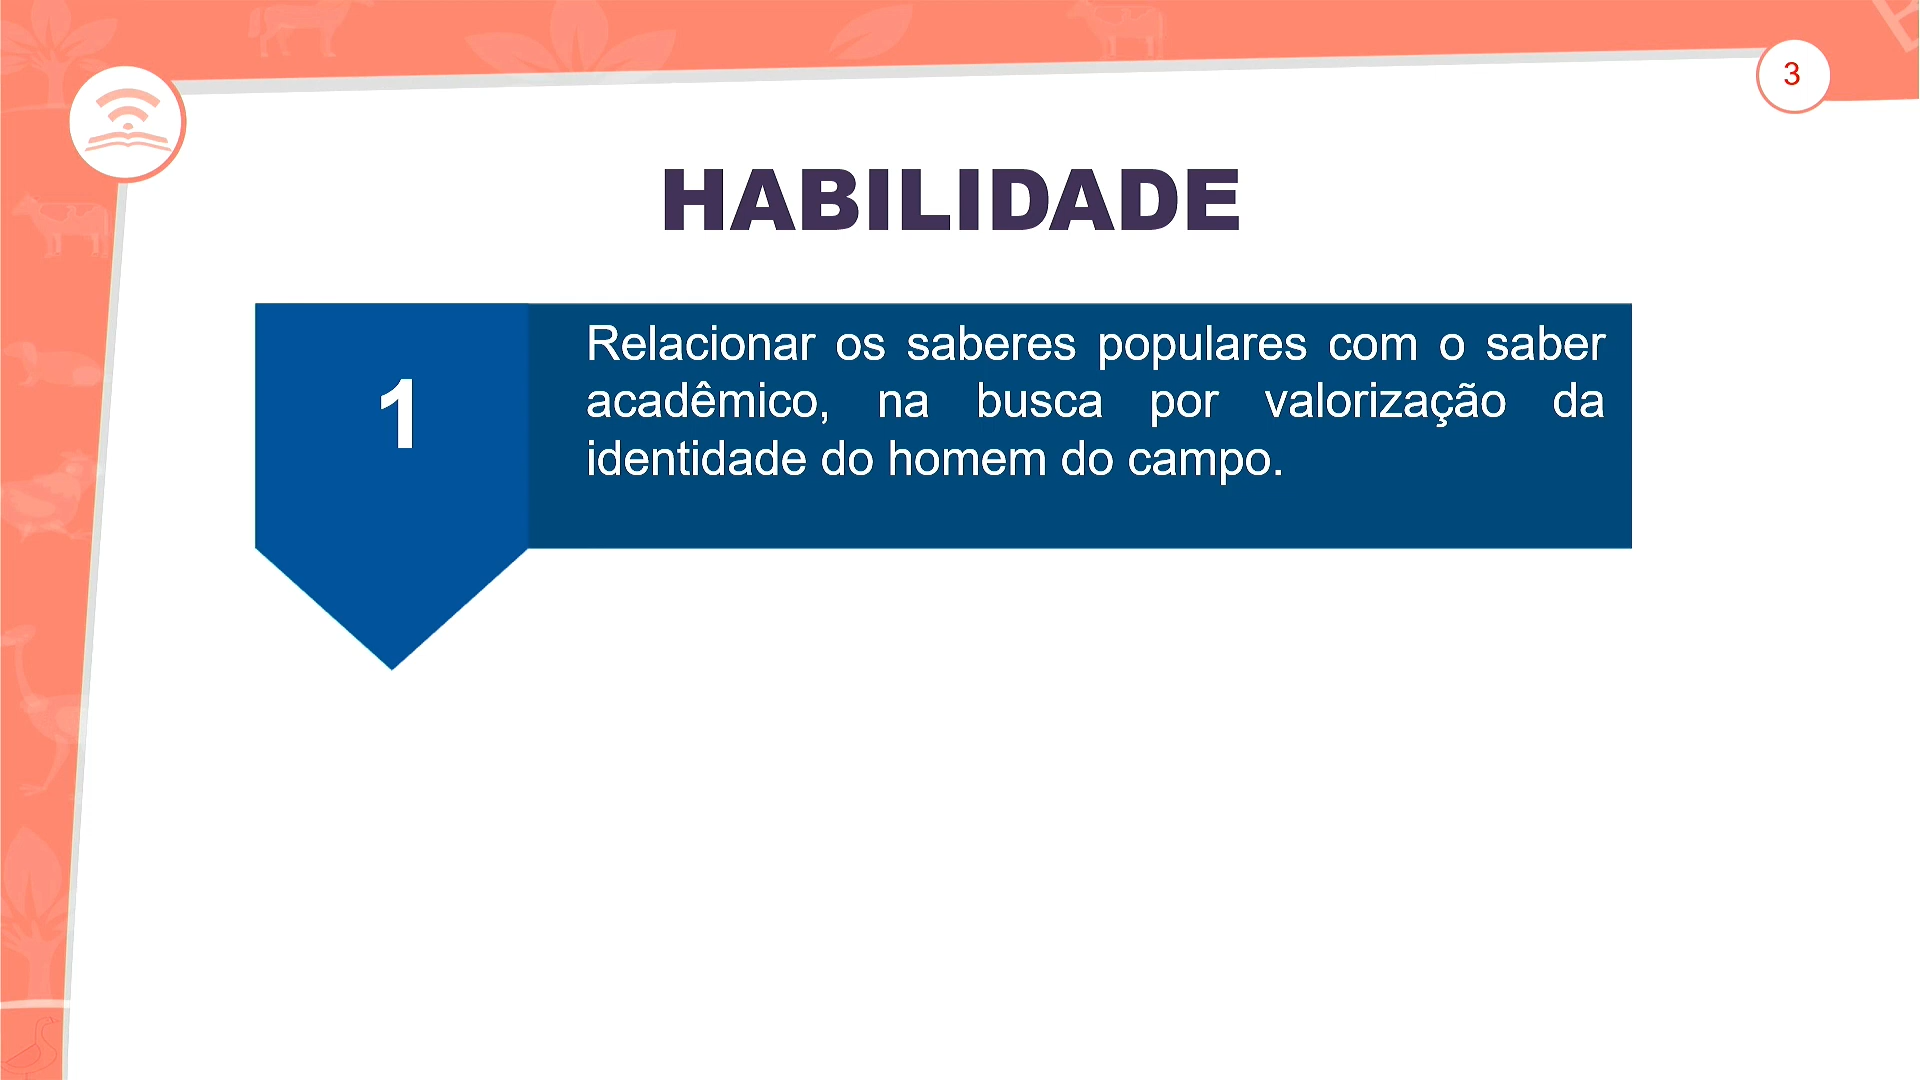 3
HABILIDADE
1
Relacionar os saberes populares com o saber
acadêmico, na busca por valorização da
identidade do homem do campo.